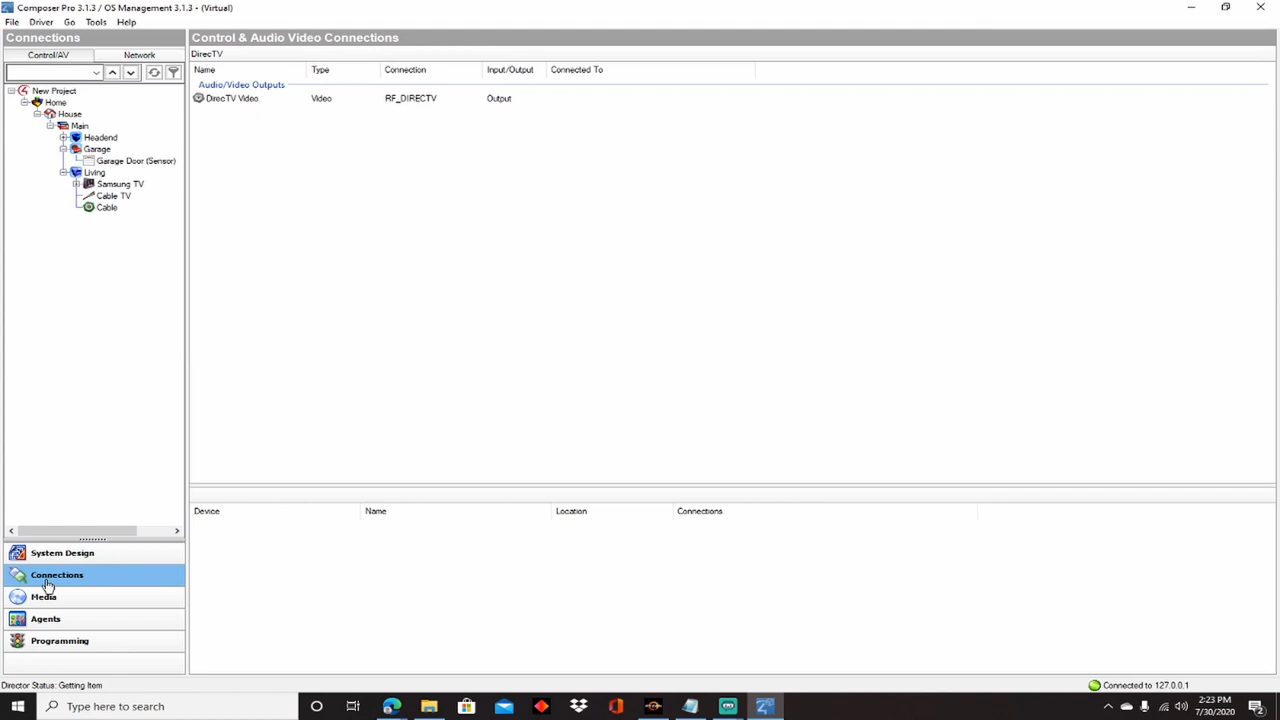 Composer Pro 3.1.3 / OS Management 3.1.3 - (Virtual)
File Driver Go Tools Help
Connections
Control/AV Network
New Project
Home
House
Main
Headend
Garage
Garage Door (Sensor)
Living
Samsung TV
Cable TV
Cable
System Design
Connections
Media
Agents
Programming
Control & Audio Video Connections
DirecTV
Name Type Connection Input/Output Connected To
Audio/Video Outputs
DirecTV Video Video RF_DIRECTV Output
Device Name Location Connections
Director Status: Getting Item
Connected to 127.0.0.1
Type here to search
2:23 PM
7/30/2020